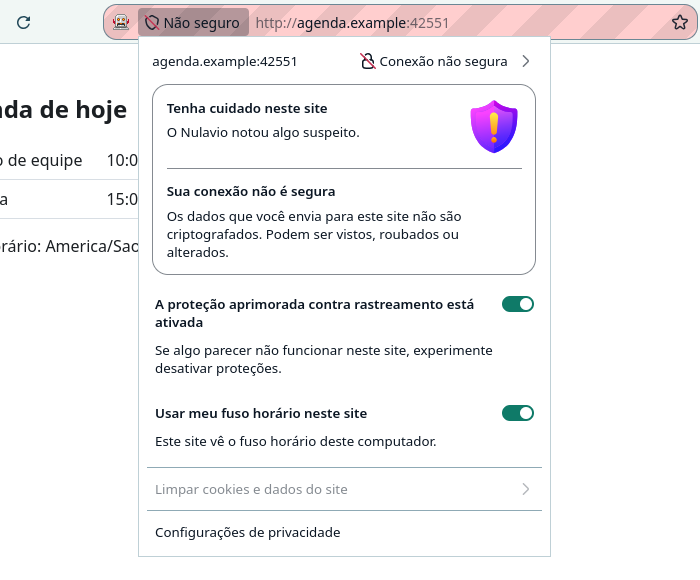 Não seguro http://agenda.example:42551
agenda.example:42551 Conexão não segura
Tenha cuidado neste site
O Nulavio notou algo suspeito.
Sua conexão não é segura
Os dados que você envia para este site não são
criptografados. Podem ser vistos, roubados ou
alterados.
A proteção aprimorada contra rastreamento está
ativada
Se algo parecer não funcionar neste site, experimente
desativar proteções.
Usar meu fuso horário neste site
Este site vê o fuso horário deste computador.
Limpar cookies e dados do site
Configurações de privacidade
de hoje
de equipe 10:0
15:0
America/Sao